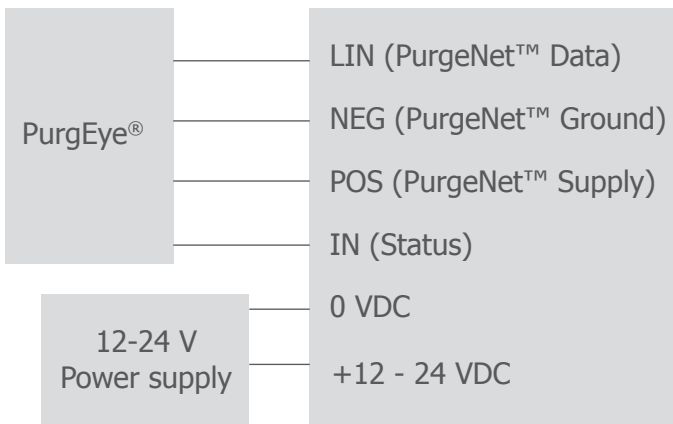 PurgEye®
LIN (PurgeNet™ Data)
NEG (PurgeNet™ Ground)
POS (PurgeNet™ Supply)
IN (Status)
12-24 V
Power supply
0 VDC
+12 - 24 VDC